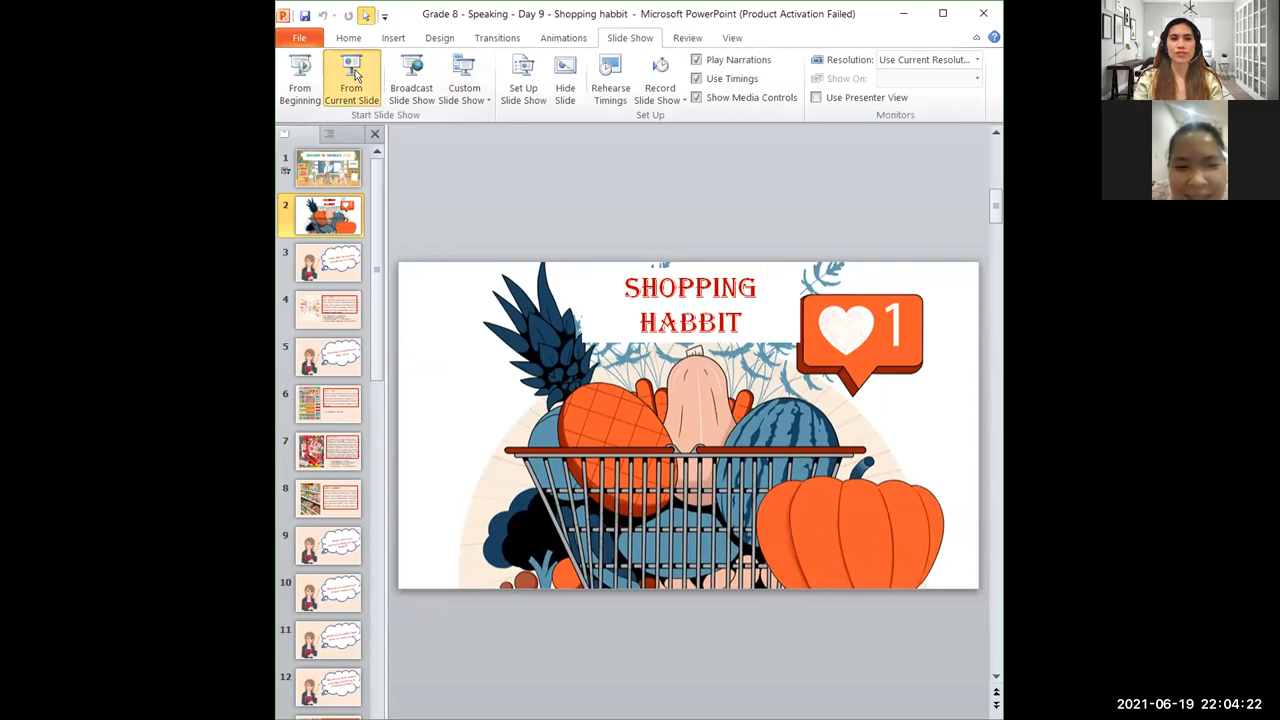 Grade 8 - Speaking - Day 9 - Shopping habbit - Microsoft PowerPoint (Product Activation Failed)
File Home Insert Design Transitions Animations Slide Show Review View
From Beginning
From Current Slide
Broadcast Slide Show
Custom Slide Show
Set Up Slide Show
Hide Slide
Rehearse Timings
Record Slide Show
Play Narrations
Use Timings
Show Media Controls
Resolution: Use Current Resolut...
Show On:
Use Presenter View
Start Slide Show
Set Up
Monitors
1
2
3
4
5
6
7
8
9
10
11
12
SHOPPING
HABBIT
1
2021-06-19 22:04:22